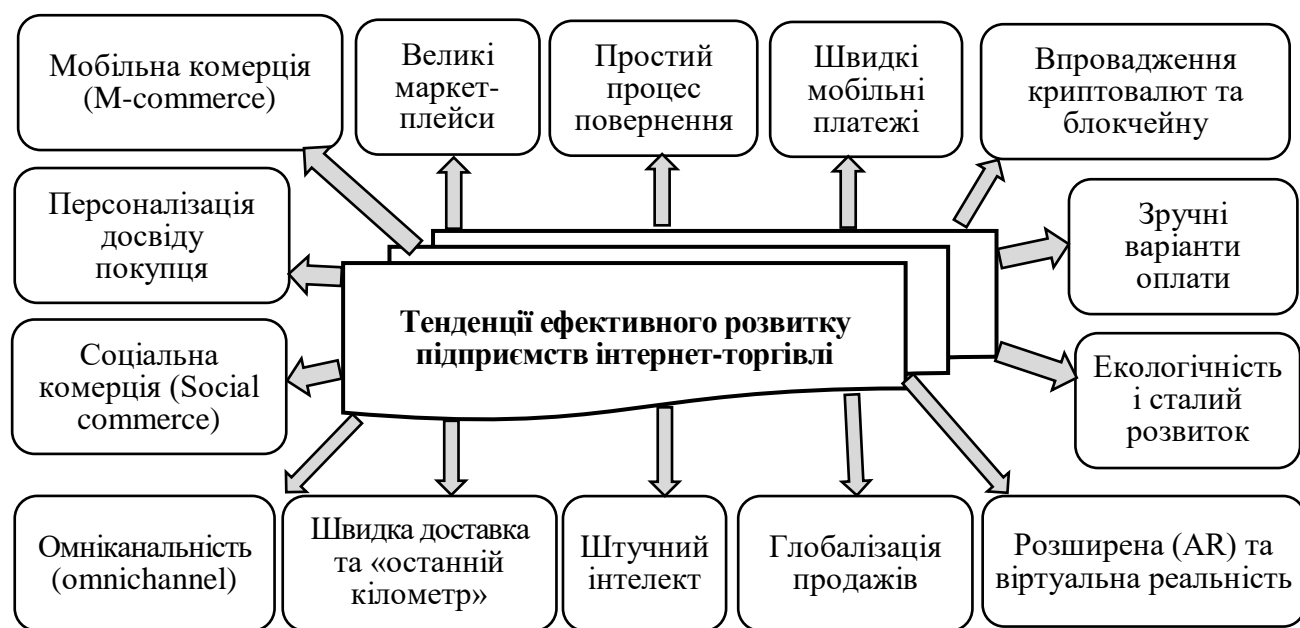 Мобільна комерція
(M-commerce)
Великі
маркет-
плейси
Простий
процес
повернення
Швидкі
мобільні
платежі
Впровадження
криптовалют та
блокчейну
Персоналізація
досвіду
покупця
Зручні
варіанти
оплати
Тенденції ефективного розвитку
підприємств інтернет-торгівлі
Соціальна
комерція (Social
commerce)
Екологічність
і сталий
розвиток
Омніканальність
(omnichannel)
Швидка доставка
та «останній
кілометр»
Штучний
інтелект
Глобалізація
продажів
Розширена (AR) та
віртуальна реальність